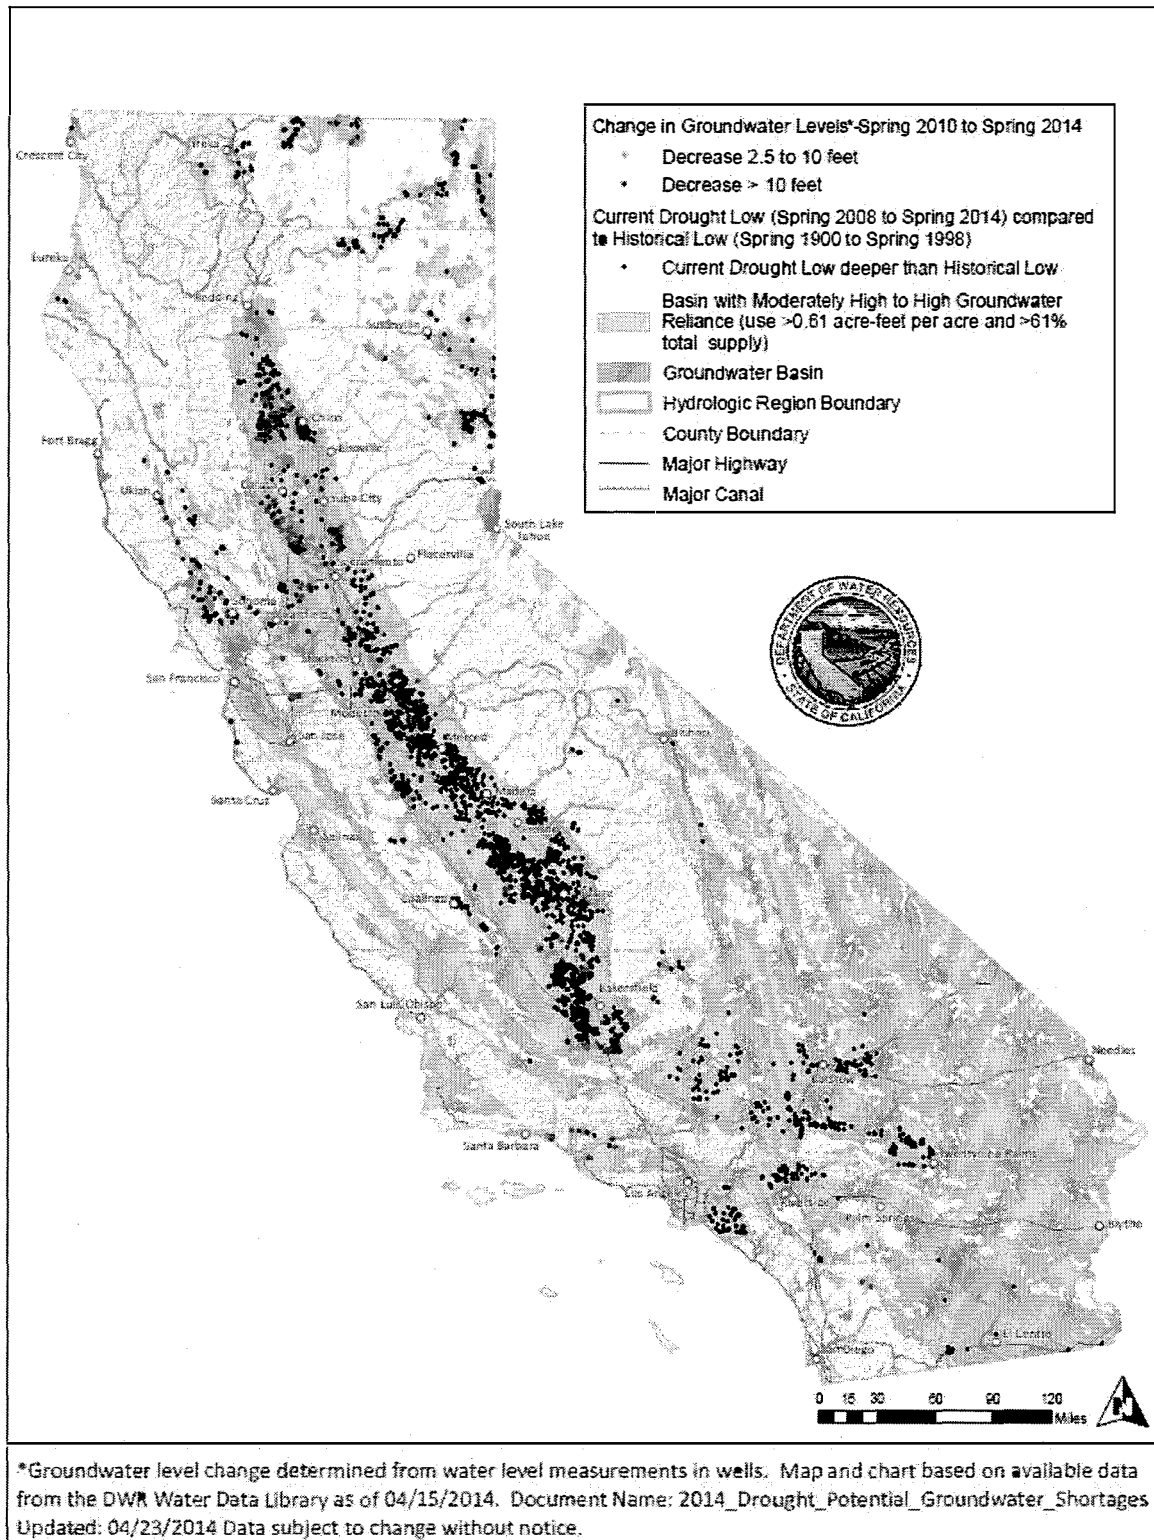 Change in Groundwater Levels*-Spring 2010 to Spring 2014
Decrease 2.5 to 10 feet
Decrease > 10 feet
Current Drought Low (Spring 2008 to Spring 2014) compared
to Historical Low (Spring 1900 to Spring 1998)
Current Drought Low deeper than Historical Low
Basin with Moderately High to High Groundwater
Reliance (use >0.61 acre-feet per acre and >61%
total supply)
Groundwater Basin
Hydrologic Region Boundary
County Boundary
Major Highway
Major Canal
Crescent City
Yreka
Eureka
Redding
Susanville
Chico
Fort Bragg
Oroville
Ukiah
Yuba City
South Lake
Tahoe
Placerville
Sacramento
DEPARTMENT OF WATER RESOURCES
STATE OF CALIFORNIA
San Francisco
San Jose
Merced
Bishop
Santa Cruz
Madera
Salinas
Coalinga
Bakersfield
San Luis Obispo
Needles
Barstow
Santa Barbara
Twentynine Palms
Los
Palm Springs
Blythe
El Centro
San Diego
0 15 30 60 90 120
Miles
N
*Groundwater level change determined from water level measurements in wells. Map and chart based on available data
from the DWR Water Data Library as of 04/15/2014. Document Name: 2014_Drought_Potential_Groundwater_Shortages
Updated: 04/23/2014 Data subject to change without notice.